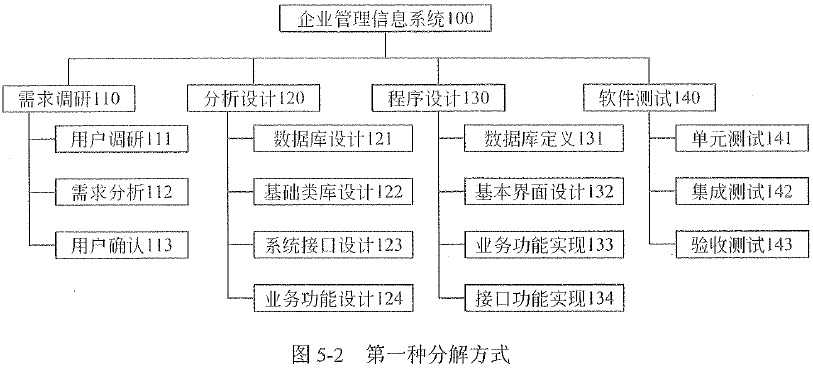 企业管理信息系统100
需求调研110
分析设计120
程序设计130
软件测试140
用户调研111
数据库设计121
数据库定义131
单元测试141
需求分析112
基础类库设计122
基本界面设计132
集成测试142
用户确认113
系统接口设计123
业务功能实现133
验收测试143
业务功能设计124
接口功能实现134
图 5-2 第一种分解方式